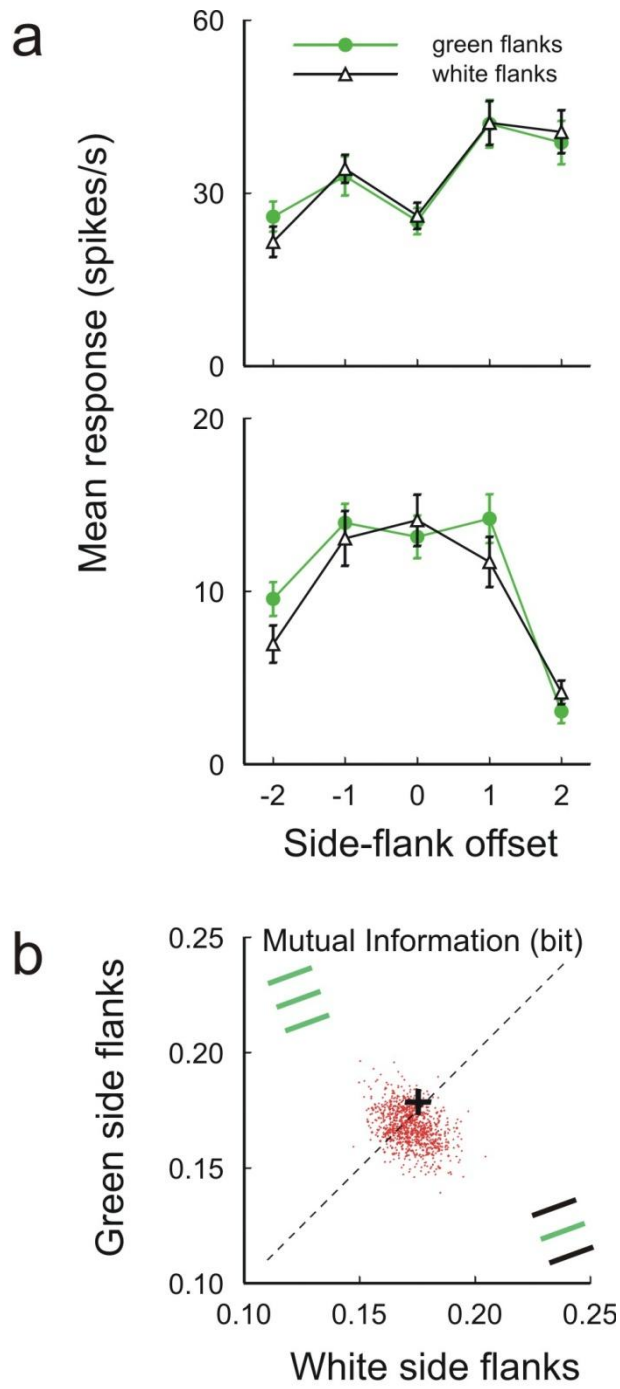 a
60
green flanks
white flanks
30
0
Mean response (spikes/s)
20
10
0
-2 -1 0 1 2
Side-flank offset
b
0.25
Mutual Information (bit)
0.20
0.15
0.10
Green side flanks
0.10 0.15 0.20 0.25
White side flanks